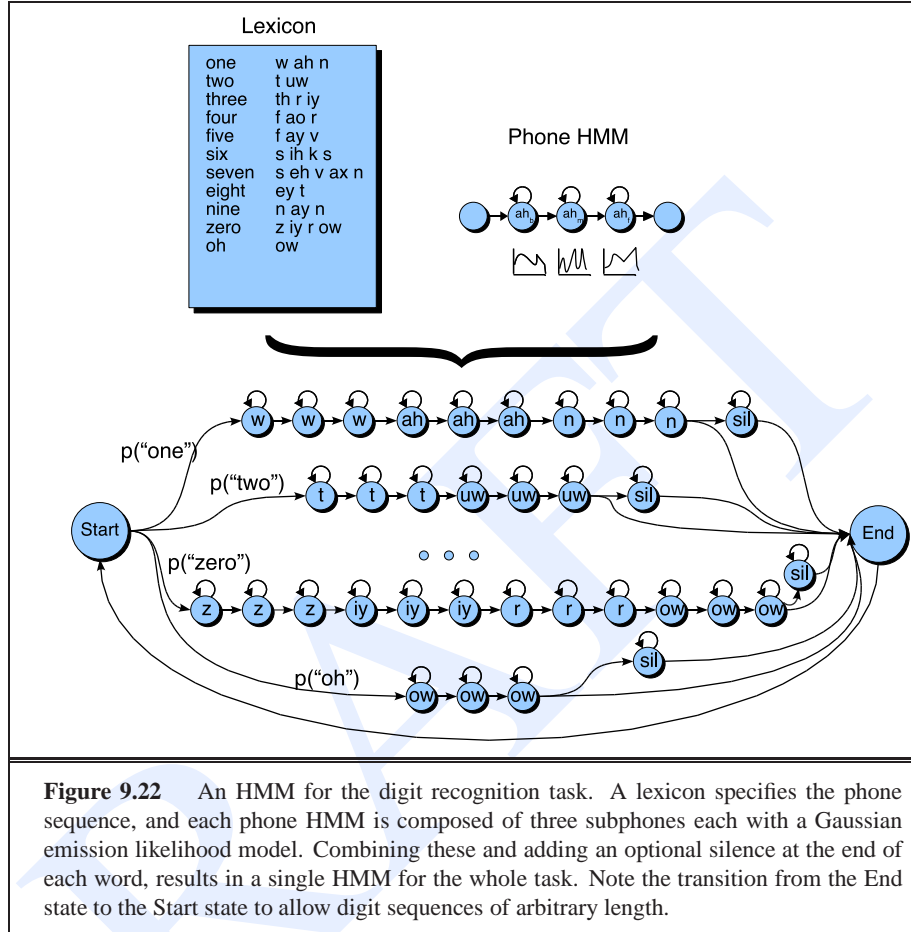 Lexicon
one w ah n
two t uw
three th r iy
four f ao r
five f ay v
six s ih k s
seven s eh v ax n
eight ey t
nine n ay n
zero z iy r ow
oh ow
Phone HMM
ah_b ah_m ah_f
w w w ah ah ah n n n sil
p("one")
p("two")
t t t uw uw uw sil
Start
End
p("zero")
sil
z z z iy iy iy r r r ow ow ow
sil
p("oh")
ow ow ow
Figure 9.22 An HMM for the digit recognition task. A lexicon specifies the phone
sequence, and each phone HMM is composed of three subphones each with a Gaussian
emission likelihood model. Combining these and adding an optional silence at the end of
each word, results in a single HMM for the whole task. Note the transition from the End
state to the Start state to allow digit sequences of arbitrary length.